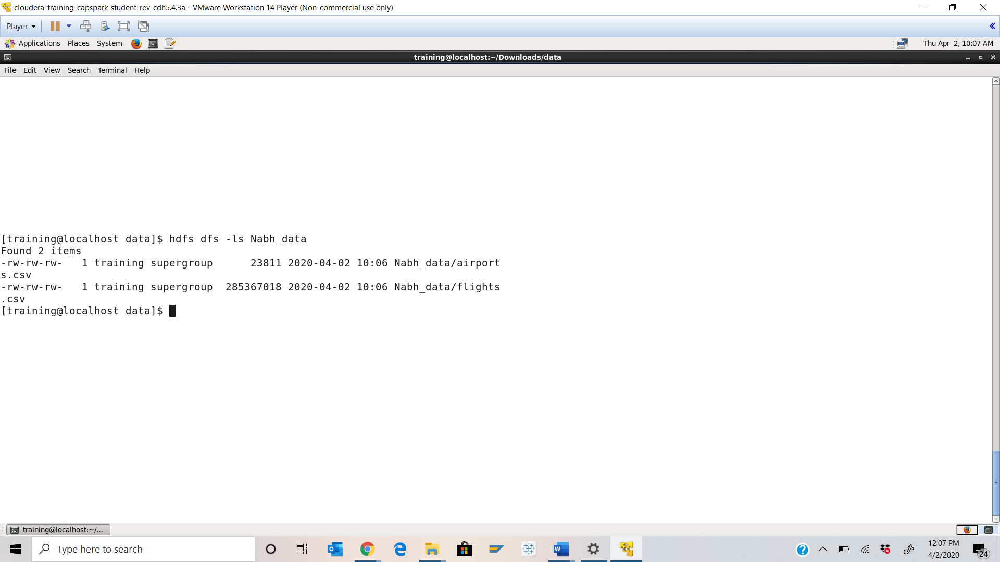 cloudera-training-capspark-student-rev_cdh5.4.3a - VMware Workstation 14 Player (Non-commercial use only)
Player
Applications Places System Thu Apr 2, 10:07 AM
training@localhost:~/Downloads/data
File Edit View Search Terminal Help
[training@localhost data]$ hdfs dfs -ls Nabh_data
Found 2 items
-rw-rw-rw-   1 training supergroup      23811 2020-04-02 10:06 Nabh_data/airport
s.csv
-rw-rw-rw-   1 training supergroup  285367018 2020-04-02 10:06 Nabh_data/flights
.csv
[training@localhost data]$
training@localhost:~/...
Type here to search
12:07 PM
4/2/2020
24